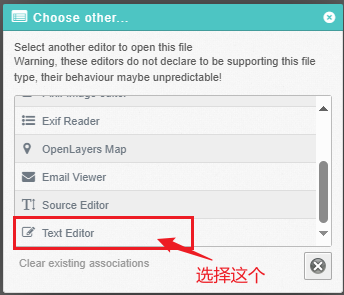 Choose other...
Select another editor to open this file
Warning, these editors do not declare to be supporting this file
type, their behaviour maybe unpredictable!
Exif Reader
OpenLayers Map
Email Viewer
Source Editor
Text Editor
Clear existing associations
选择这个